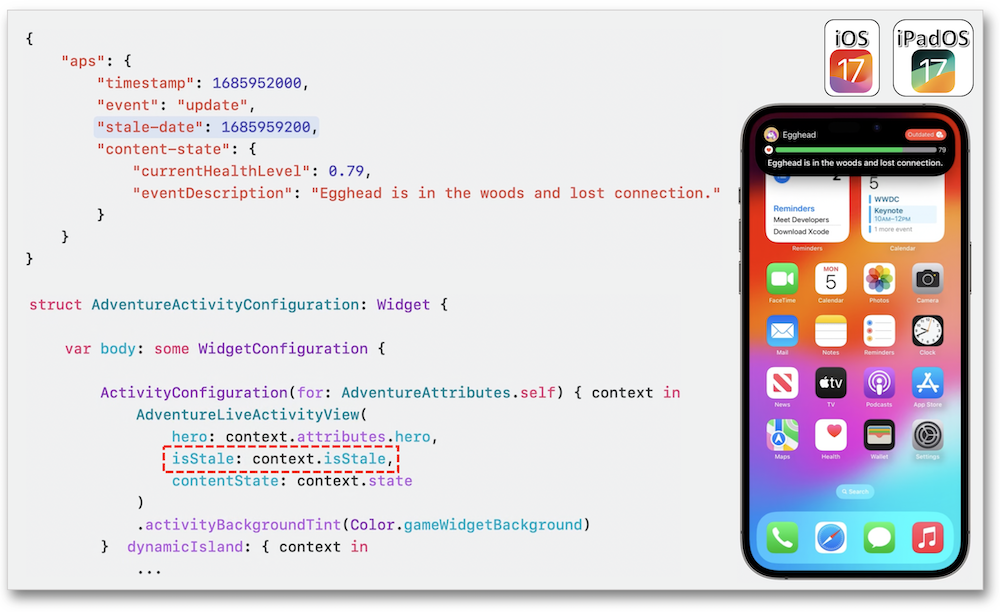 {
"aps": {
"timestamp": 1685952000,
"event": "update",
"stale-date": 1685959200,
"content-state": {
"currentHealthLevel": 0.79,
"eventDescription": "Egghead is in the woods and lost connection."
}
}
}
struct AdventureActivityConfiguration: Widget {
var body: some WidgetConfiguration {
ActivityConfiguration(for: AdventureAttributes.self) { context in
AdventureLiveActivityView(
hero: context.attributes.hero,
isStale: context.isStale,
contentState: context.state
)
.activityBackgroundTint(Color.gameWidgetBackground)
} dynamicIsland: { context in
...
iOS
17
iPadOS
17
Egghead
Outdated
79
Egghead is in the woods and lost connection.
2
Reminders
Meet Developers
Download Xcode
Reminders
5
WWDC
Keynote
10AM–12PM
1 more event
Calendar
FaceTime
MON
5
Calendar
Photos
Camera
Mail
Notes
Reminders
Clock
News
tv
TV
Podcasts
App Store
Maps
Health
Wallet
Settings
Search